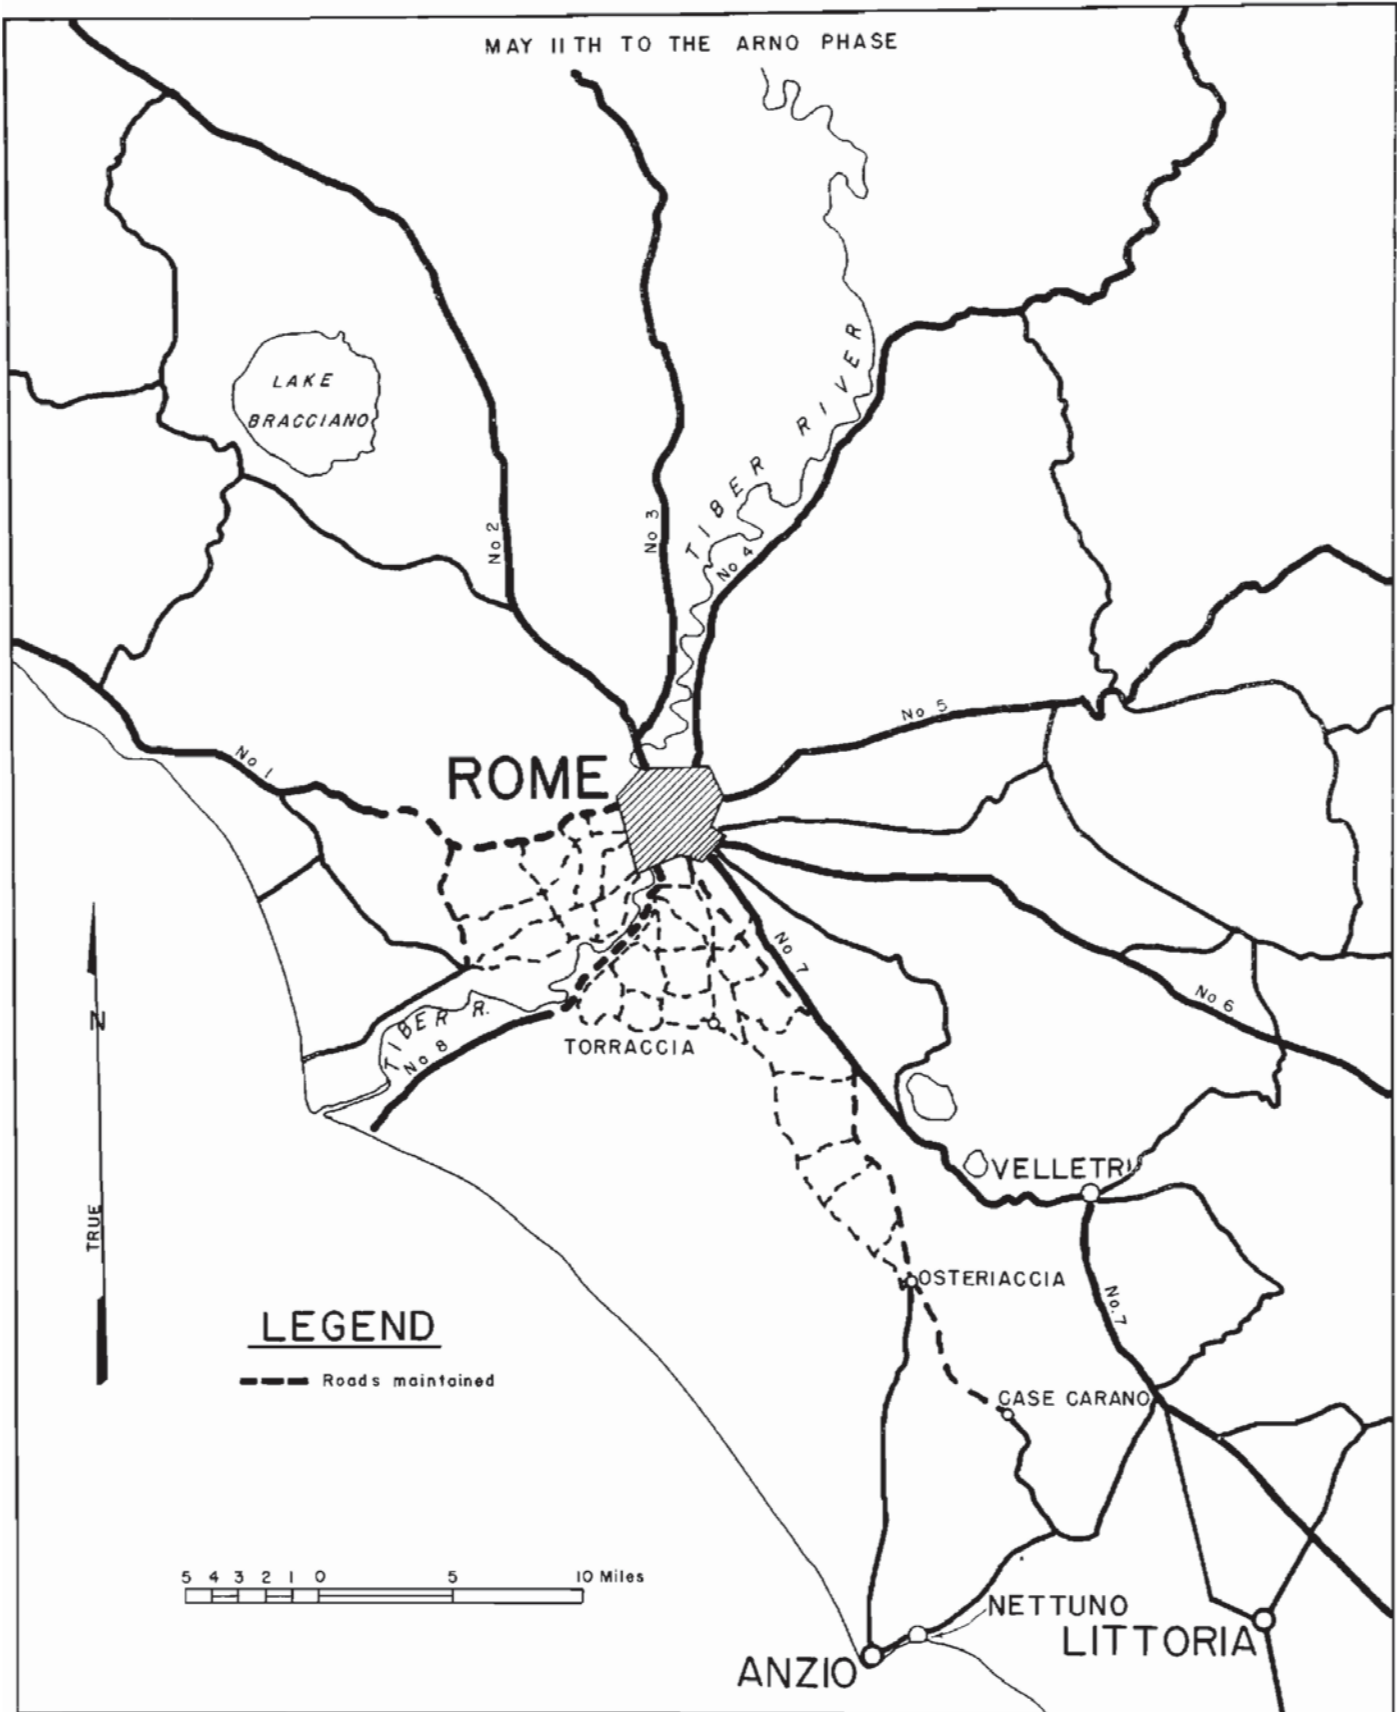 MAY 11TH TO THE ARNO PHASE
LAKE
BRACCIANO
TIBER RIVER
No 2
No 3
No 4
No 5
No 1
ROME
No 7
No 6
TIBER R.
No 8
TORRACCIA
N
TRUE
VELLETRI
OSTERIACCIA
No. 7
LEGEND
Roads maintained
CASE CARANO
5 4 3 2 1 0 5 10 Miles
NETTUNO
LITTORIA
ANZIO